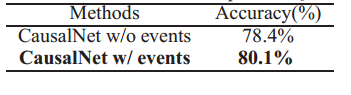 Methods Accuracy(%)
CausalNet w/o events 78.4%
CausalNet w/ events 80.1%